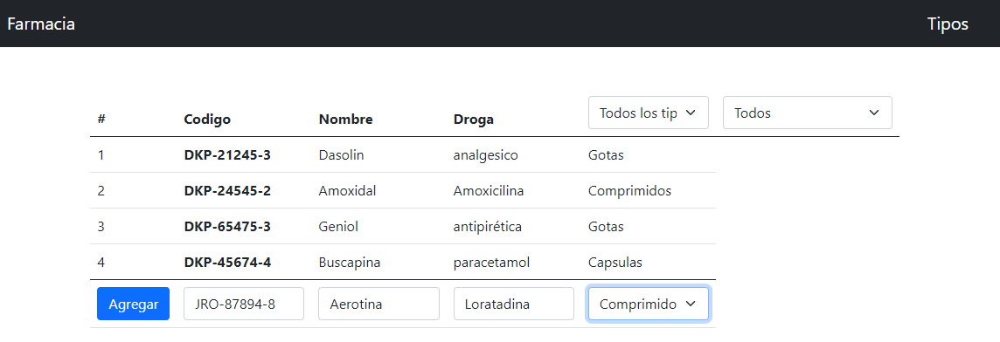 Farmacia Tipos
# Codigo Nombre Droga Todos los tip Todos
1 DKP-21245-3 Dasolin analgesico Gotas
2 DKP-24545-2 Amoxidal Amoxicilina Comprimidos
3 DKP-65475-3 Geniol antipirética Gotas
4 DKP-45674-4 Buscapina paracetamol Capsulas
Agregar JRO-87894-8 Aerotina Loratadina Comprimido